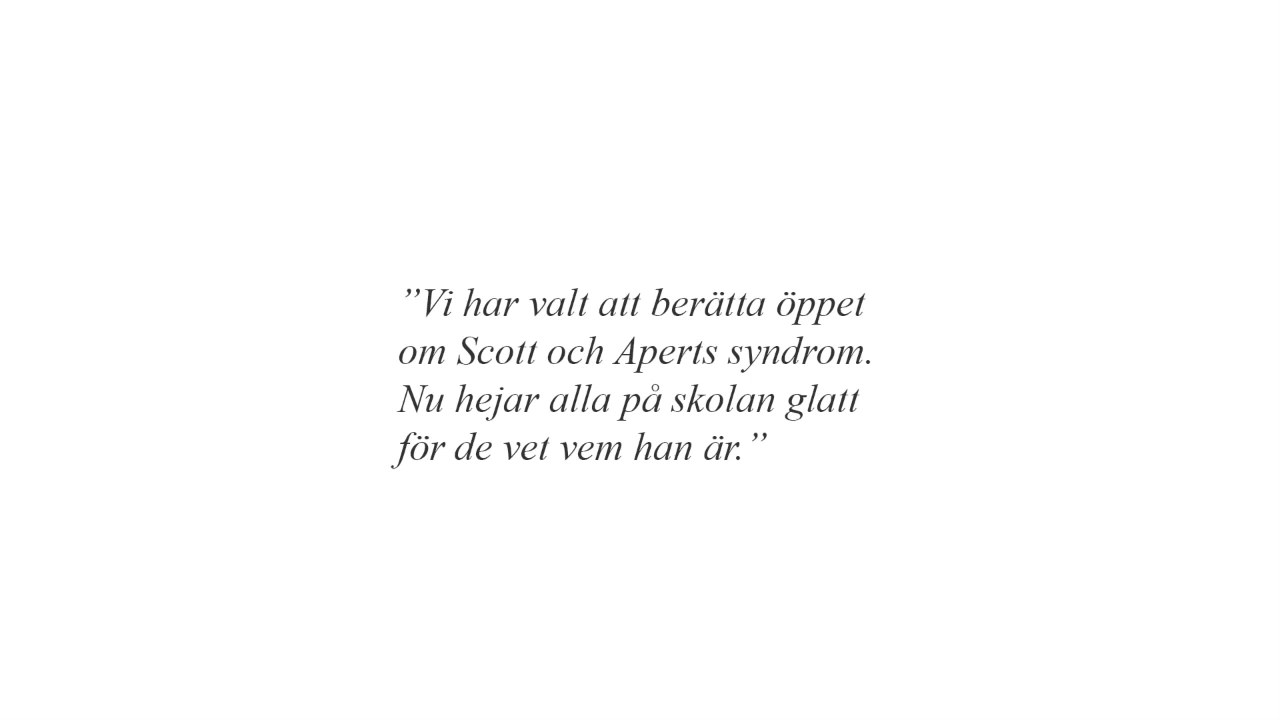 ”Vi har valt att berätta öppet
om Scott och Aperts syndrom.
Nu hejar alla på skolan glatt
för de vet vem han är.”